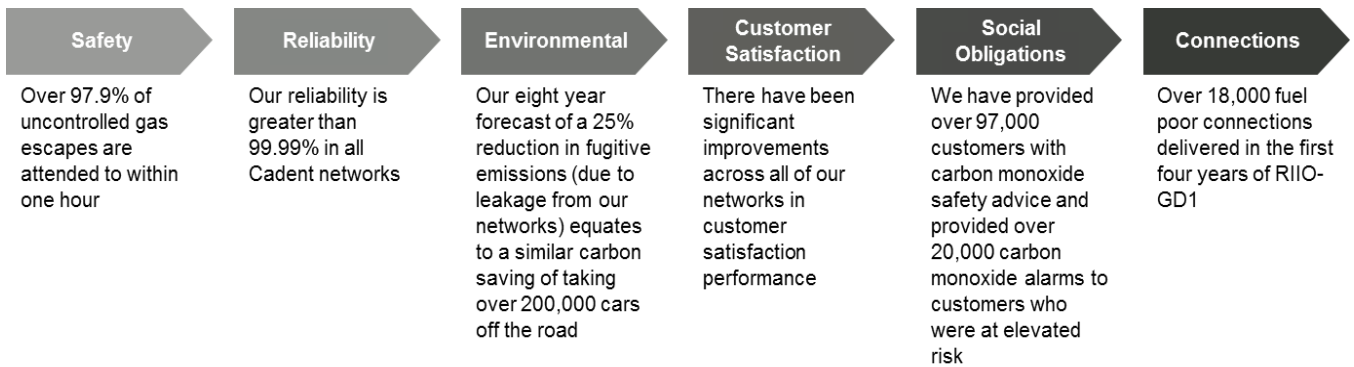 Safety
Over 97.9% of
uncontrolled gas
escapes are
attended to within
one hour
Reliability
Our reliability is
greater than
99.99% in all
Cadent networks
Environmental
Our eight year
forecast of a 25%
reduction in fugitive
emissions (due to
leakage from our
networks) equates
to a similar carbon
saving of taking
over 200,000 cars
off the road
Customer
Satisfaction
There have been
significant
improvements
across all of our
networks in
customer
satisfaction
performance
Social
Obligations
We have provided
over 97,000
customers with
carbon monoxide
safety advice and
provided over
20,000 carbon
monoxide alarms to
customers who
were at elevated
risk
Connections
Over 18,000 fuel
poor connections
delivered in the first
four years of RIIO-
GD1